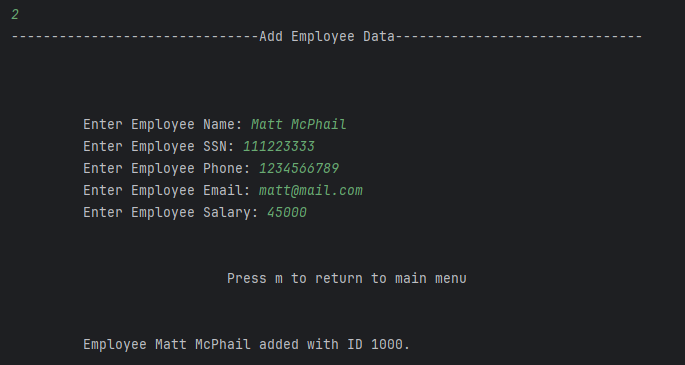 2
-------------------------------Add Employee Data-------------------------------
Enter Employee Name: Matt McPhail
Enter Employee SSN: 111223333
Enter Employee Phone: 1234566789
Enter Employee Email: matt@mail.com
Enter Employee Salary: 45000
Press m to return to main menu
Employee Matt McPhail added with ID 1000.